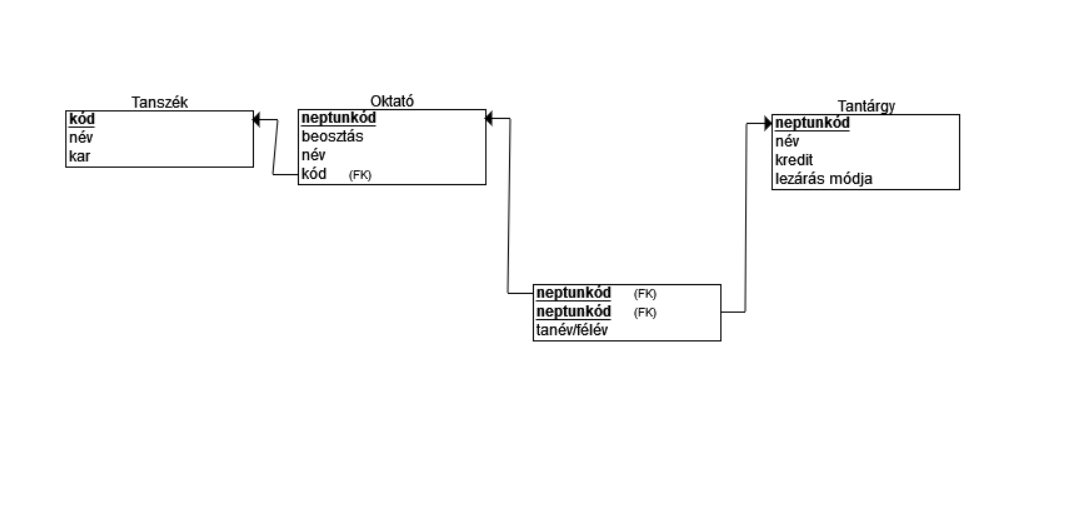 Tanszék
kód
név
kar
Oktató
neptunkód
beosztás
név
kód (FK)
Tantárgy
neptunkód
név
kredit
lezárás módja
neptunkód (FK)
neptunkód (FK)
tanév/félév